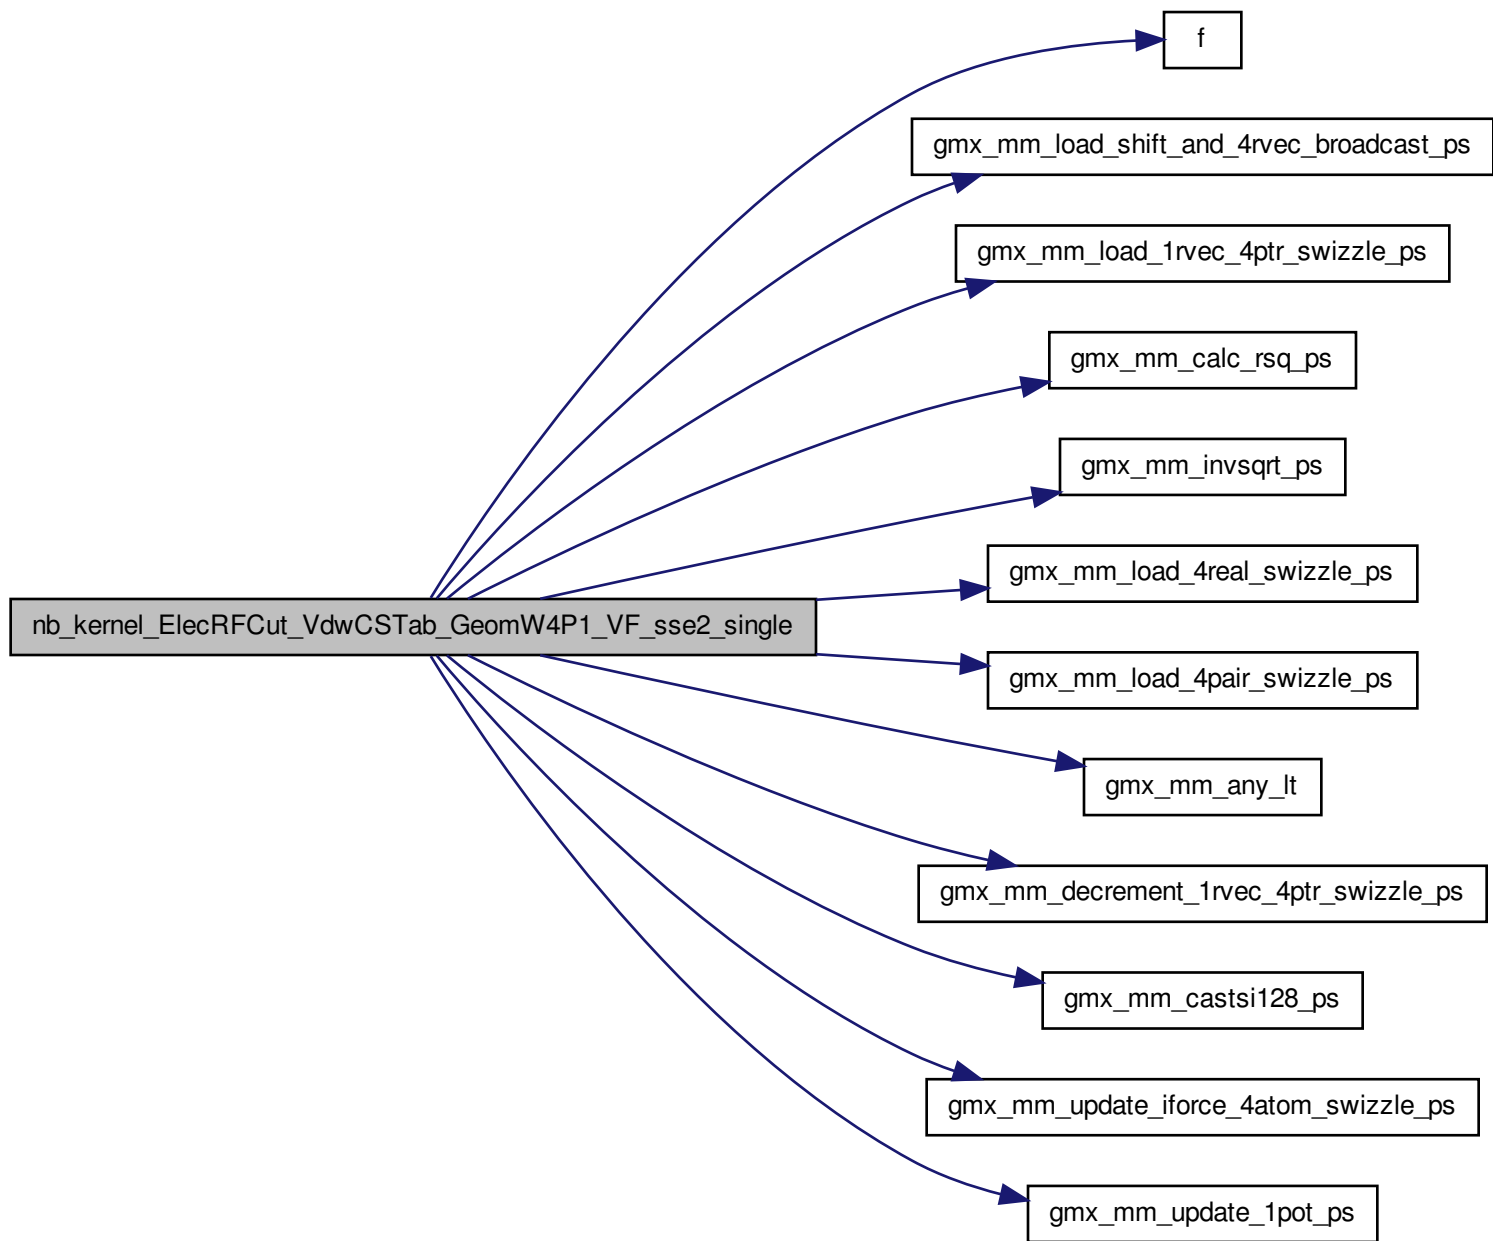 f
gmx_mm_load_shift_and_4rvec_broadcast_ps
gmx_mm_load_1rvec_4ptr_swizzle_ps
gmx_mm_calc_rsq_ps
gmx_mm_invsqrt_ps
gmx_mm_load_4real_swizzle_ps
nb_kernel_ElecRFCut_VdwCSTab_GeomW4P1_VF_sse2_single
gmx_mm_load_4pair_swizzle_ps
gmx_mm_any_lt
gmx_mm_decrement_1rvec_4ptr_swizzle_ps
gmx_mm_castsi128_ps
gmx_mm_update_iforce_4atom_swizzle_ps
gmx_mm_update_1pot_ps